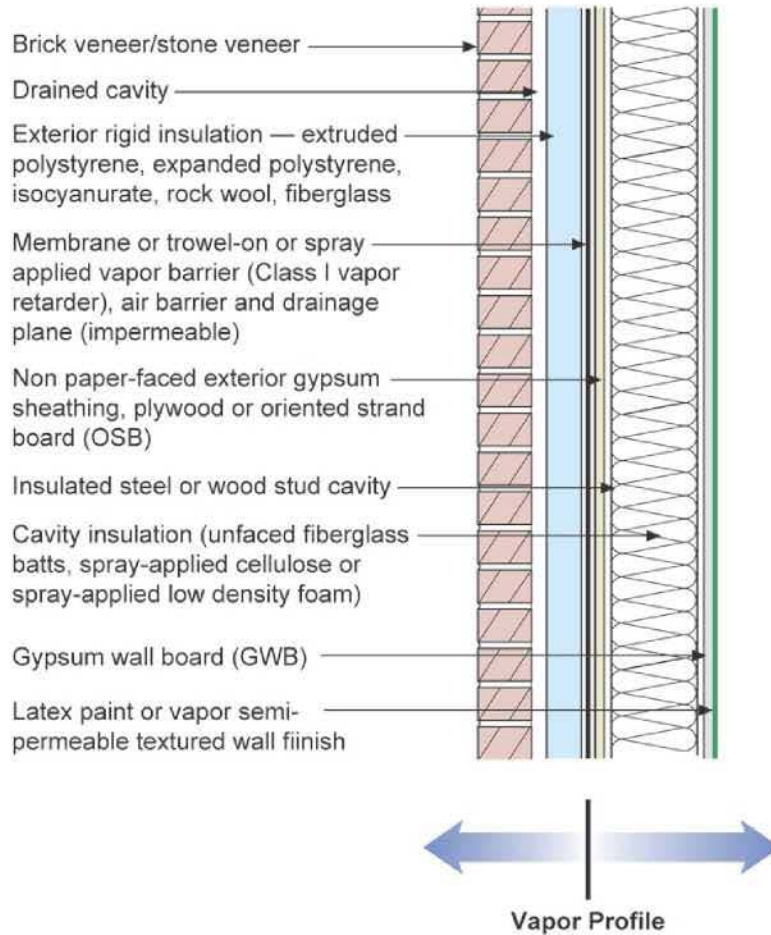 Brick veneer/stone veneer
Drained cavity
Exterior rigid insulation — extruded
polystyrene, expanded polystyrene,
isocyanurate, rock wool, fiberglass
Membrane or trowel-on or spray
applied vapor barrier (Class I vapor
retarder), air barrier and drainage
plane (impermeable)
Non paper-faced exterior gypsum
sheathing, plywood or oriented strand
board (OSB)
Insulated steel or wood stud cavity
Cavity insulation (unfaced fiberglass
batts, spray-applied cellulose or
spray-applied low density foam)
Gypsum wall board (GWB)
Latex paint or vapor semi-
permeable textured wall fiinish
Vapor Profile